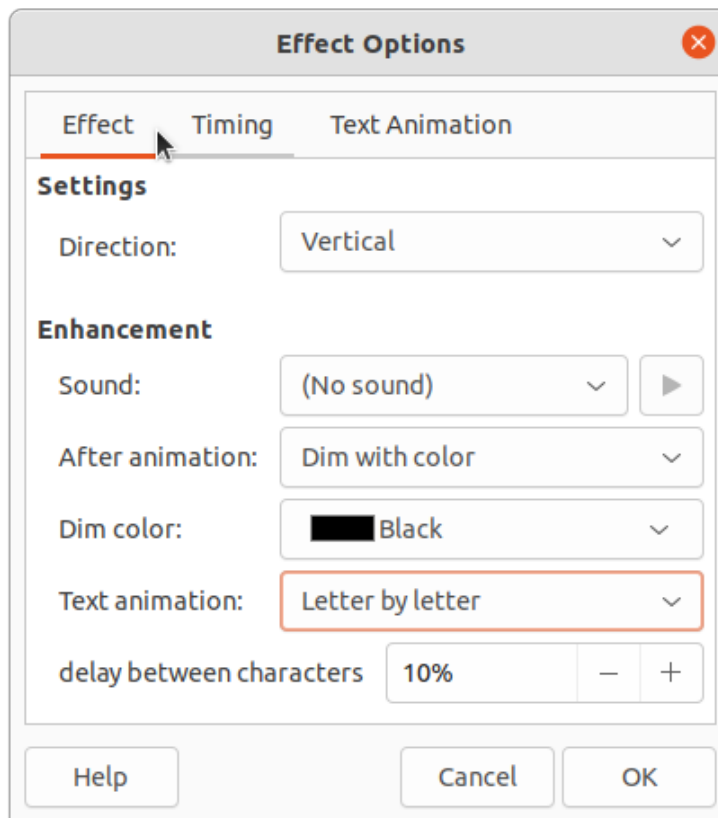 Effect Options
Effect Timing Text Animation
Settings
Direction: Vertical
Enhancement
Sound: (No sound)
After animation: Dim with color
Dim color: Black
Text animation: Letter by letter
delay between characters 10%
Help Cancel OK